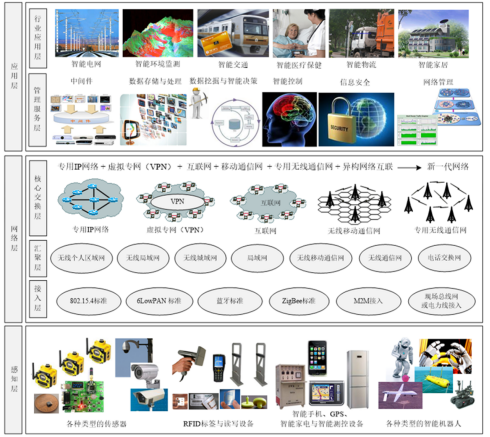 应用层
行业应用层
智能电网
智能环境监测
智能交通
智能医疗保健
智能物流
智能家居
管理服务层
中间件
数据存储与处理
数据挖掘与智能决策
智能控制
信息安全
网络管理
SECURITY
网络层
核心交换层
专用IP网络 + 虚拟专网（VPN） + 互联网 + 移动通信网 + 专用无线通信网 + 异构网络互联 → 新一代网络
VPN
互联网
专用IP网络
虚拟专网（VPN）
互联网
无线移动通信网
专用无线通信网
汇聚层
无线个人区域网
无线局域网
无线城域网
局域网
无线移动通信网
无线通信网
电话交换网
接入层
802.15.4标准
6LowPAN 标准
蓝牙标准
ZigBee标准
M2M接入
现场总线网
或电力线接入
感知层
各种类型的传感器
RFID标签与读写设备
智能手机、GPS、
智能家电与智能测控设备
各种类型的智能机器人